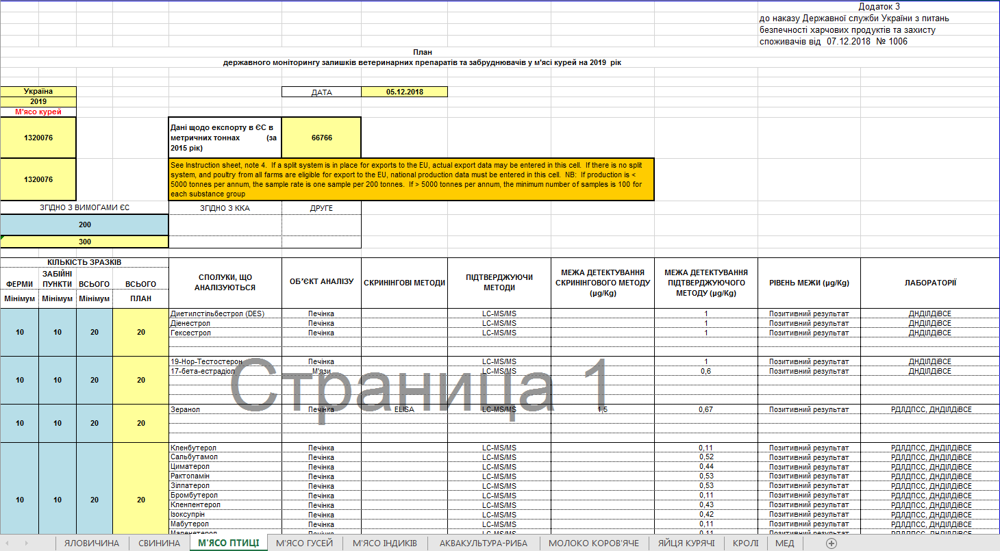 Додаток 3
до наказу Державної служби України з питань
безпечності харчових продуктів та захисту
споживачів від 07.12.2018 № 1006
План
державного моніторингу залишків ветеринарних препаратів та забруднювачів у м'ясі курей на 2019 рік
Україна ДАТА 05.12.2018
2019
М'ясо курей
1320076
Дані щодо експорту в ЄС в
метричних тоннах (за
2015 рік)
66766
1320076
See Instruction sheet, note 4. If a split system is in place for exports to the EU, actual export data may be entered in this cell. If there is no split
system, and poultry from all farms are eligible for export to the EU, national production data must be entered in this cell. NB: If production is <
5000 tonnes per annum, the sample rate is one sample per 200 tonnes. If > 5000 tonnes per annum, the minimum number of samples is 100 for
each substance group
ЗГІДНО З ВИМОГАМИ ЄС ЗГІДНО З ККА ДРУГЕ
200
300
КІЛЬКІСТЬ ЗРАЗКІВ
ФЕРМИ
Мінімум
ЗАБІЙНІ
ПУНКТИ
Мінімум
ВСЬОГО
Мінімум
ВСЬОГО
ПЛАН
СПОЛУКИ, ЩО
АНАЛІЗУЮТЬСЯ
ОБ'ЄКТ АНАЛІЗУ
СКРИНІНГОВІ МЕТОДИ
ПІДТВЕРДЖУЮЧИ
МЕТОДИ
МЕЖА ДЕТЕКТУВАННЯ
СКРИНІНГОВОГО МЕТОДУ
(µg/Kg)
МЕЖА ДЕТЕКТУВАННЯ
ПІДТВЕРДЖУЮЧОГО
МЕТОДУ (µg/Kg)
РІВЕНЬ МЕЖИ (µg/Kg)
ЛАБОРАТОРІЇ
10 10 20 20
Диетилстільбестрол (DES) Печінка LC-MS/MS 1 Позитивний результат ДНДІЛДіВСЕ
Діенестрол Печінка LC-MS/MS 1 Позитивний результат ДНДІЛДіВСЕ
Гексестрол Печінка LC-MS/MS 1 Позитивний результат ДНДІЛДіВСЕ
10 10 20 20
19-Нор-Тестостерон Печінка LC-MS/MS 1 Позитивний результат ДНДІЛДіВСЕ
17-бета-естрадіол М'язи LC-MS/MS 0,6 Позитивний результат ДНДІЛДіВСЕ
Страница 1
10 10 20 20
Зеранол Печінка ELISA LC-MS/MS 1,5 0,67 Позитивний результат РДЛДПСС, ДНДІЛДіВСЕ
10 10 20 20
Кленбутерол Печінка LC-MS/MS 0,11 Позитивний результат РДЛДПСС, ДНДІЛДіВСЕ
Сальбутамол Печінка LC-MS/MS 0,52 Позитивний результат РДЛДПСС, ДНДІЛДіВСЕ
Циматерол Печінка LC-MS/MS 0,44 Позитивний результат РДЛДПСС, ДНДІЛДіВСЕ
Рактопамін Печінка LC-MS/MS 0,53 Позитивний результат РДЛДПСС, ДНДІЛДіВСЕ
Зілпатерол Печінка LC-MS/MS 0,53 Позитивний результат РДЛДПСС, ДНДІЛДіВСЕ
Бромбутерол Печінка LC-MS/MS 0,11 Позитивний результат РДЛДПСС, ДНДІЛДіВСЕ
Кленпентерол Печінка LC-MS/MS 0,43 Позитивний результат РДЛДПСС, ДНДІЛДіВСЕ
Ізоксупрін Печінка LC-MS/MS 0,42 Позитивний результат РДЛДПСС, ДНДІЛДіВСЕ
Мабутерол Печінка LC-MS/MS 0,11 Позитивний результат РДЛДПСС, ДНДІЛДіВСЕ
Печінка LC-MS/MS 0,11 Позитивний результат РДЛДПСС, ДНДІЛДіВСЕ
ЯЛОВИЧИНА СВИНИНА М'ЯСО ПТИЦІ М'ЯСО ГУСЕЙ М'ЯСО ІНДИКІВ АКВАКУЛЬТУРА-РИБА МОЛОКО КОРОВ'ЯЧЕ ЯЙЦЯ КУРЯЧІ КРОЛІ МЕД